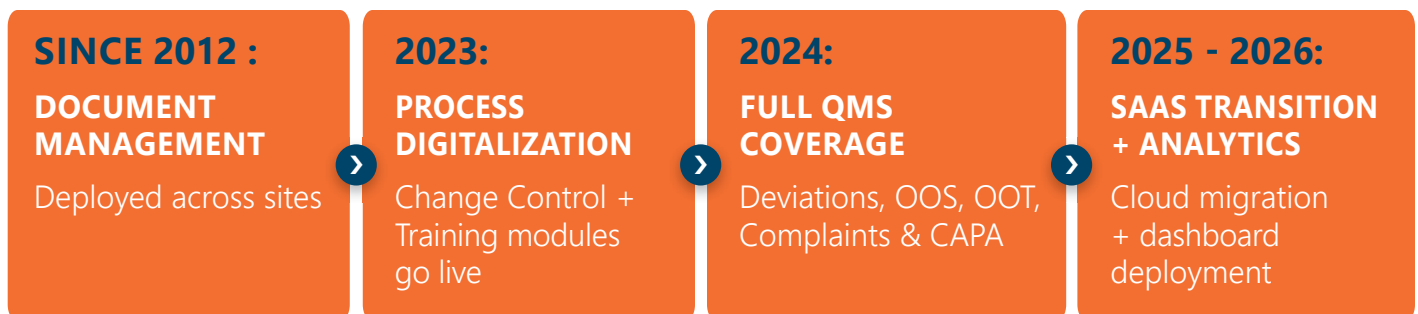 SINCE 2012 :
DOCUMENT
MANAGEMENT
Deployed across sites
2023:
PROCESS
DIGITALIZATION
Change Control +
Training modules
go live
2024:
FULL QMS
COVERAGE
Deviations, OOS, OOT,
Complaints & CAPA
2025 - 2026:
SAAS TRANSITION
+ ANALYTICS
Cloud migration
+ dashboard
deployment